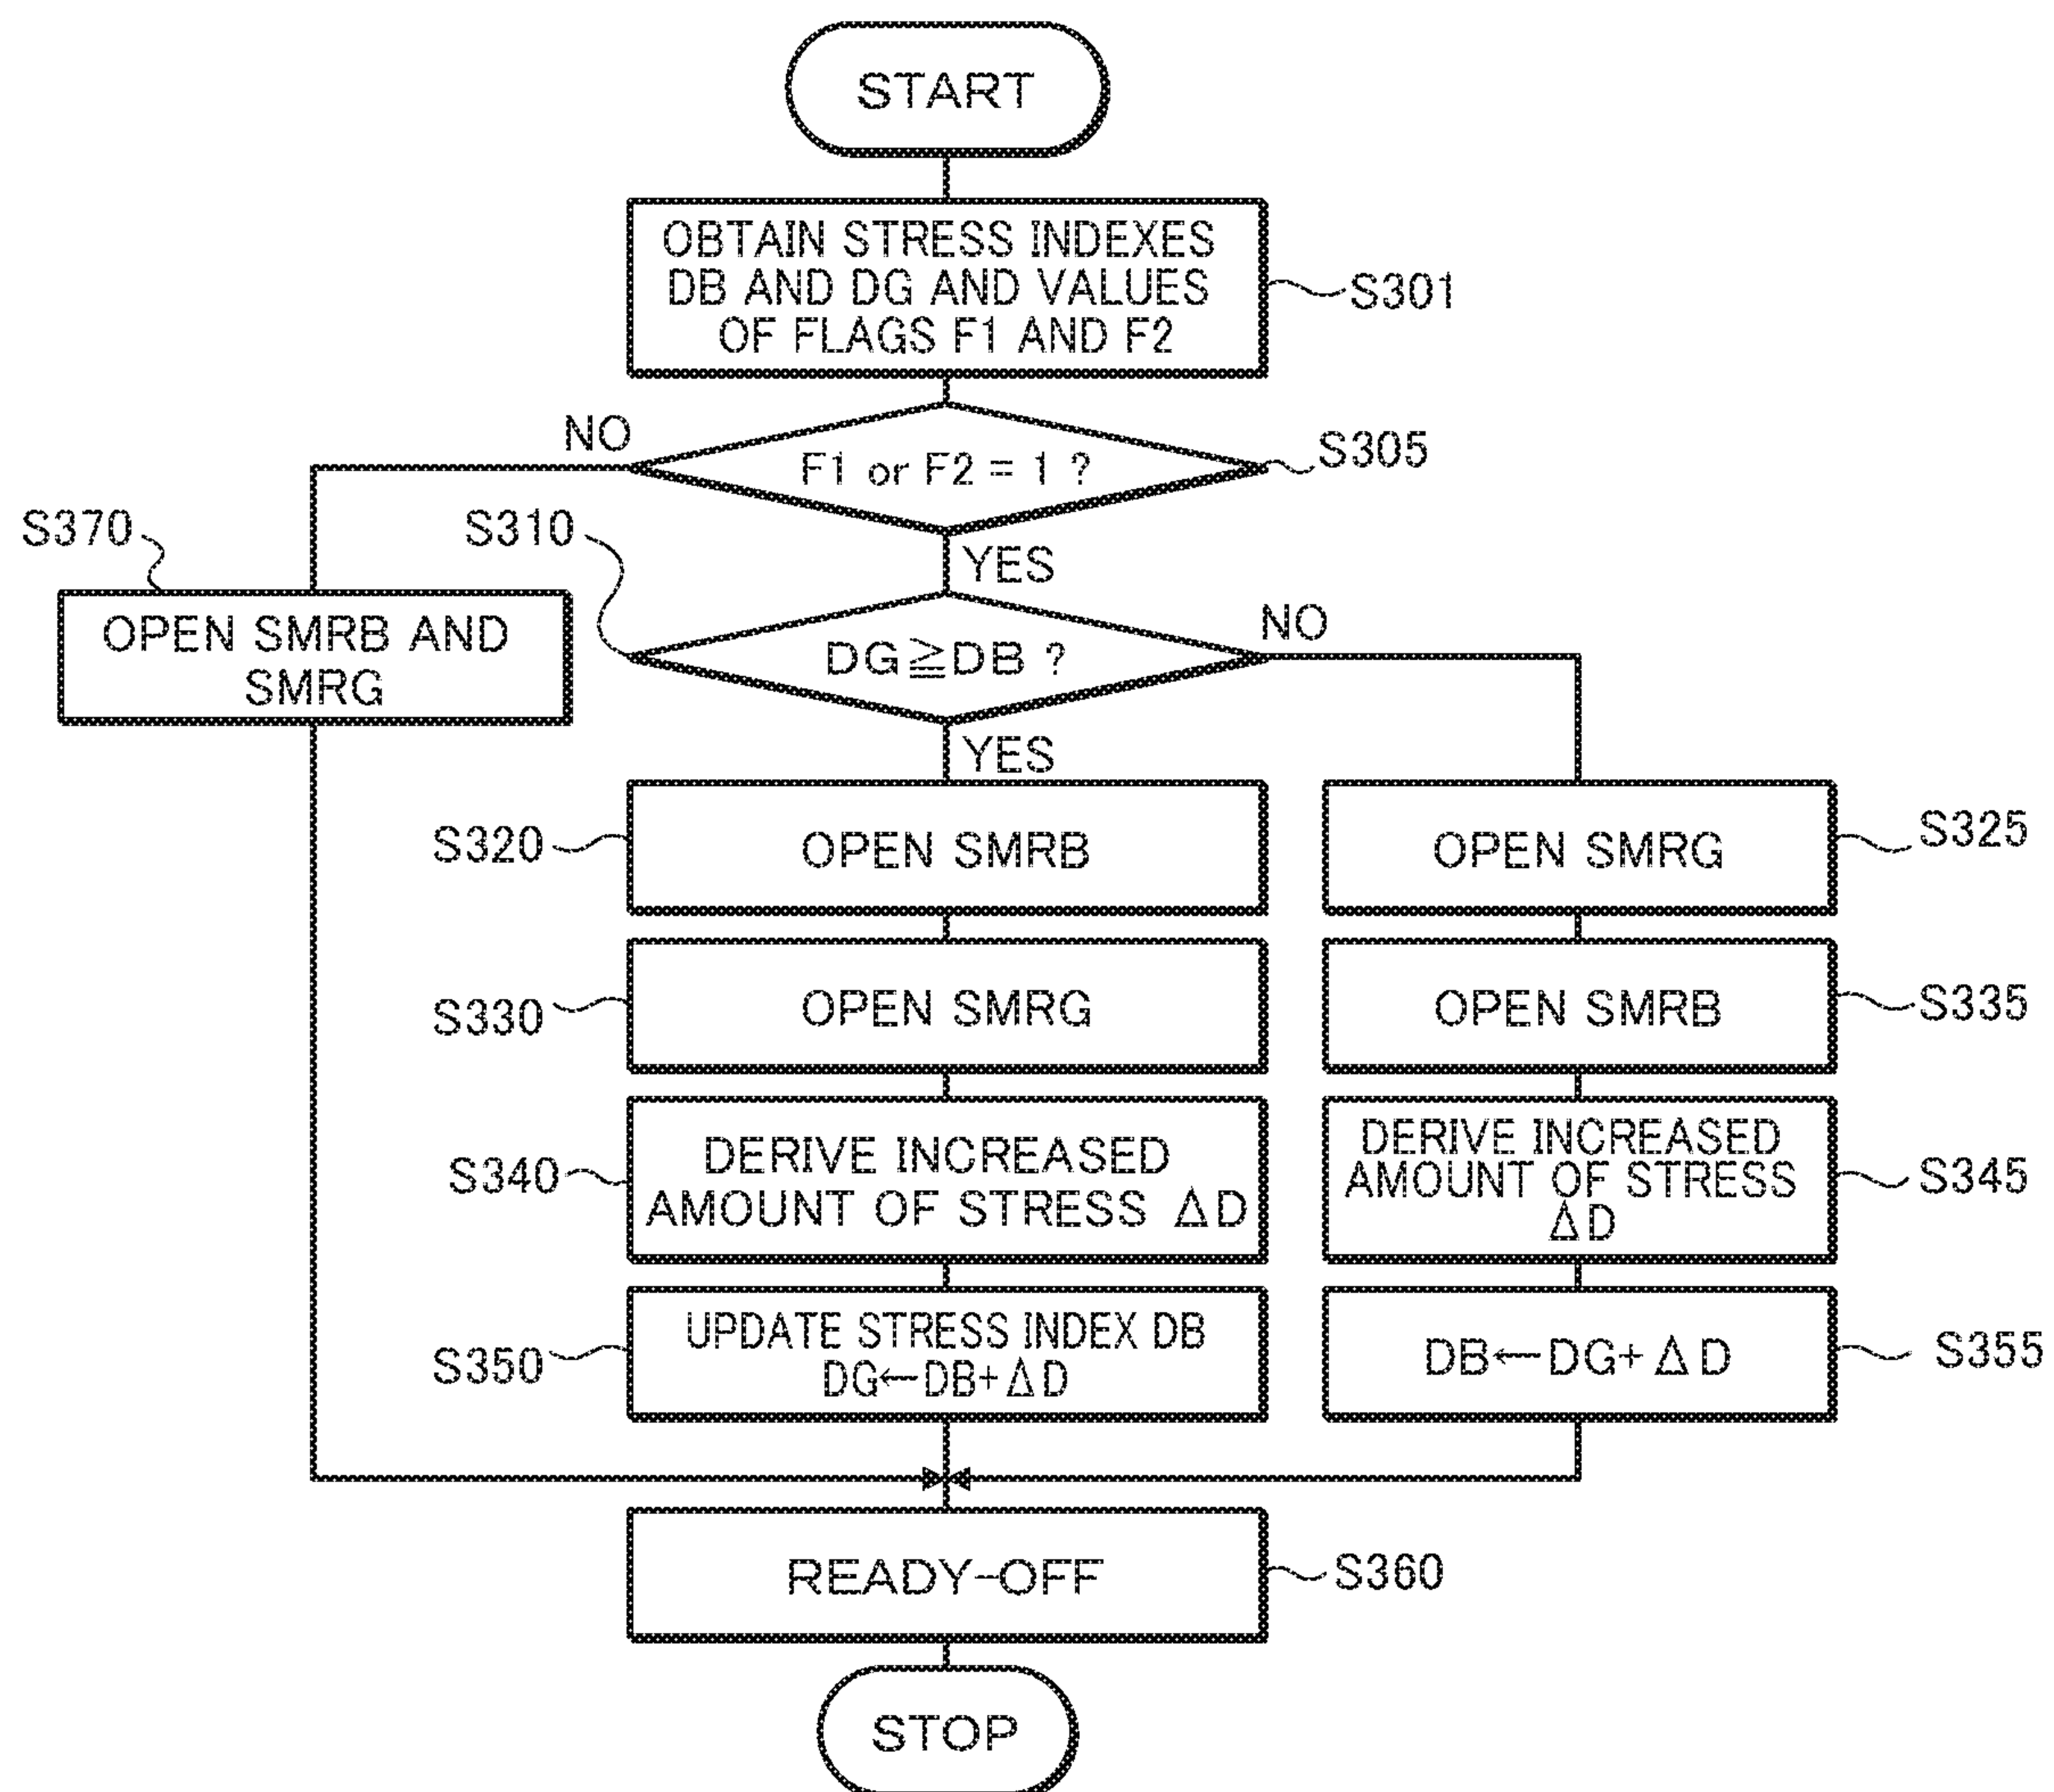 START
OBTAIN STRESS INDEXES
DB AND DG AND VALUES
OF FLAGS F1 AND F2
S301
NO
F1 or F2 = 1 ?
S305
S370
S310
YES
OPEN SMRB AND
SMRG
DG≧DB ?
NO
YES
S320
OPEN SMRB
OPEN SMRG
S325
S330
OPEN SMRG
OPEN SMRB
S335
S340
DERIVE INCREASED
AMOUNT OF STRESS ΔD
DERIVE INCREASED
AMOUNT OF STRESS
ΔD
S345
S350
UPDATE STRESS INDEX DB
DG←DB+ΔD
DB←DG+ΔD
S355
READY-OFF
S360
STOP